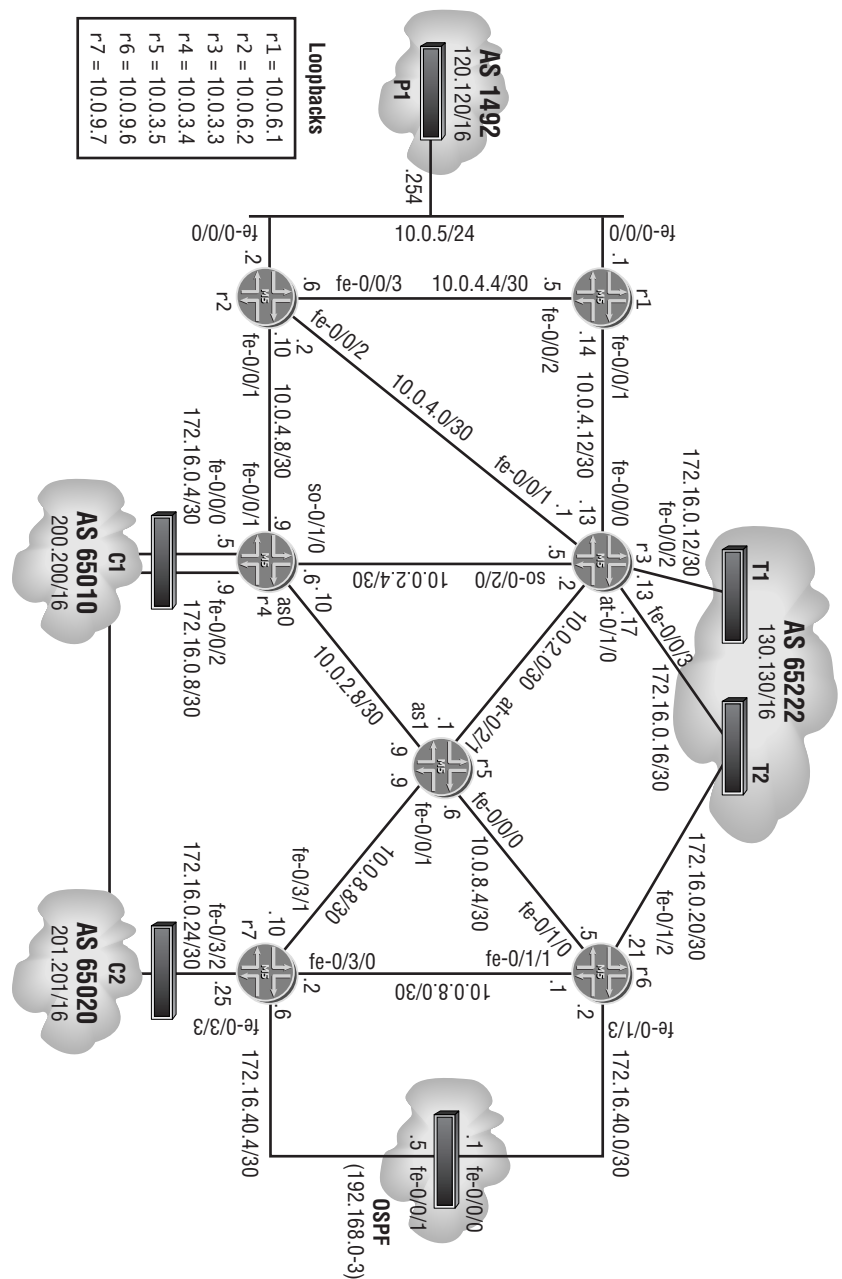 Loopbacks
r1 = 10.0.6.1
r2 = 10.0.6.2
r3 = 10.0.3.3
r4 = 10.0.3.4
r5 = 10.0.3.5
r6 = 10.0.9.6
r7 = 10.0.9.7
AS 1492
120.120/16
P1
.254
10.0.5/24
fe-0/0/0
.1
r1
fe-0/0/0
.2
r2
M5
M5
.5
fe-0/0/2
10.0.4.4/30
fe-0/0/3
.6
fe-0/0/1
.14
10.0.4.12/30
fe-0/0/0
.13
fe-0/0/2
.2
10.0.4.0/30
fe-0/0/1
.1
.10
fe-0/0/1
10.0.4.8/30
.9
fe-0/0/1
r3
M5
T1
T2
AS 65222
130.130/16
172.16.0.12/30
fe-0/0/2
.13
.17
fe-0/0/3
172.16.0.16/30
172.16.0.20/30
fe-0/1/2
.21
.5
so-0/2/0
10.0.2.4/30
so-0/1/0
.6
.2
at-0/1/0
10.0.2.0/30
at-0/2/1
.1
r4
M5
as0
.10
10.0.2.8/30
as1
.9
172.16.0.4/30
fe-0/0/0
.5
.9
fe-0/0/2
172.16.0.8/30
C1
AS 65010
200.200/16
r5
M5
.6
fe-0/0/0
10.0.8.4/30
fe-0/1/0
.5
.9
fe-0/0/1
10.0.8.8/30
fe-0/3/1
.10
r6
M5
fe-0/1/1
.1
10.0.8.0/30
fe-0/3/0
.2
r7
M5
.2
fe-0/1/3
172.16.40.0/30
.6
fe-0/3/3
172.16.40.4/30
172.16.0.24/30
fe-0/3/2
.25
C2
AS 65020
201.201/16
.1
fe-0/0/0
.5
fe-0/0/1
OSPF
(192.168.0-3)